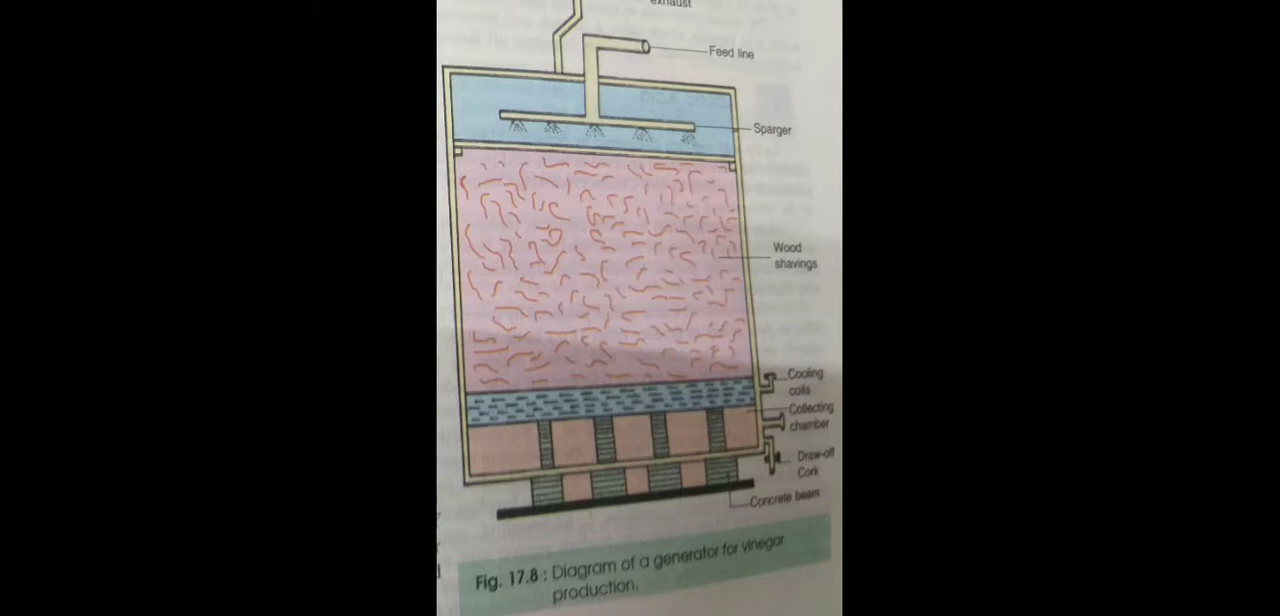 exhaust
Feed line
Sparger
Wood
shavings
Cooling
coils
Collecting
chamber
Draw-off
Cork
Concrete beam
Fig. 17.8 : Diagram of a generator for vinegar
production.